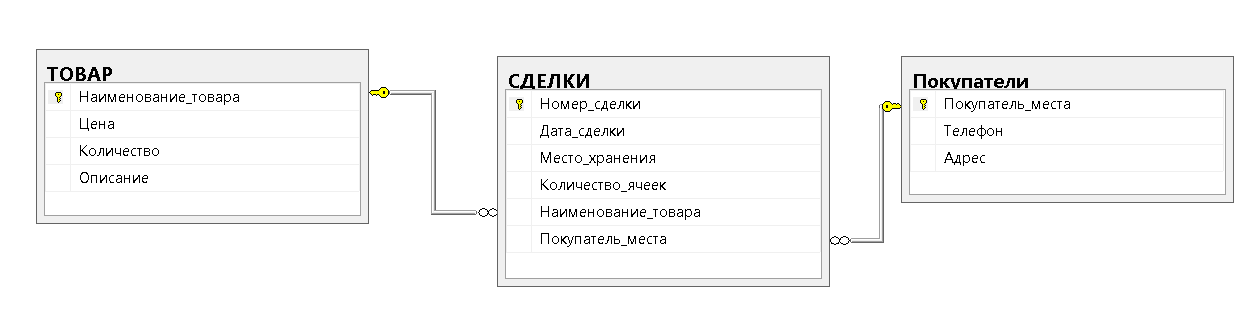 ТОВАР
Наименование_товара
Цена
Количество
Описание
СДЕЛКИ
Номер_сделки
Дата_сделки
Место_хранения
Количество_ячеек
Наименование_товара
Покупатель_места
Покупатели
Покупатель_места
Телефон
Адрес